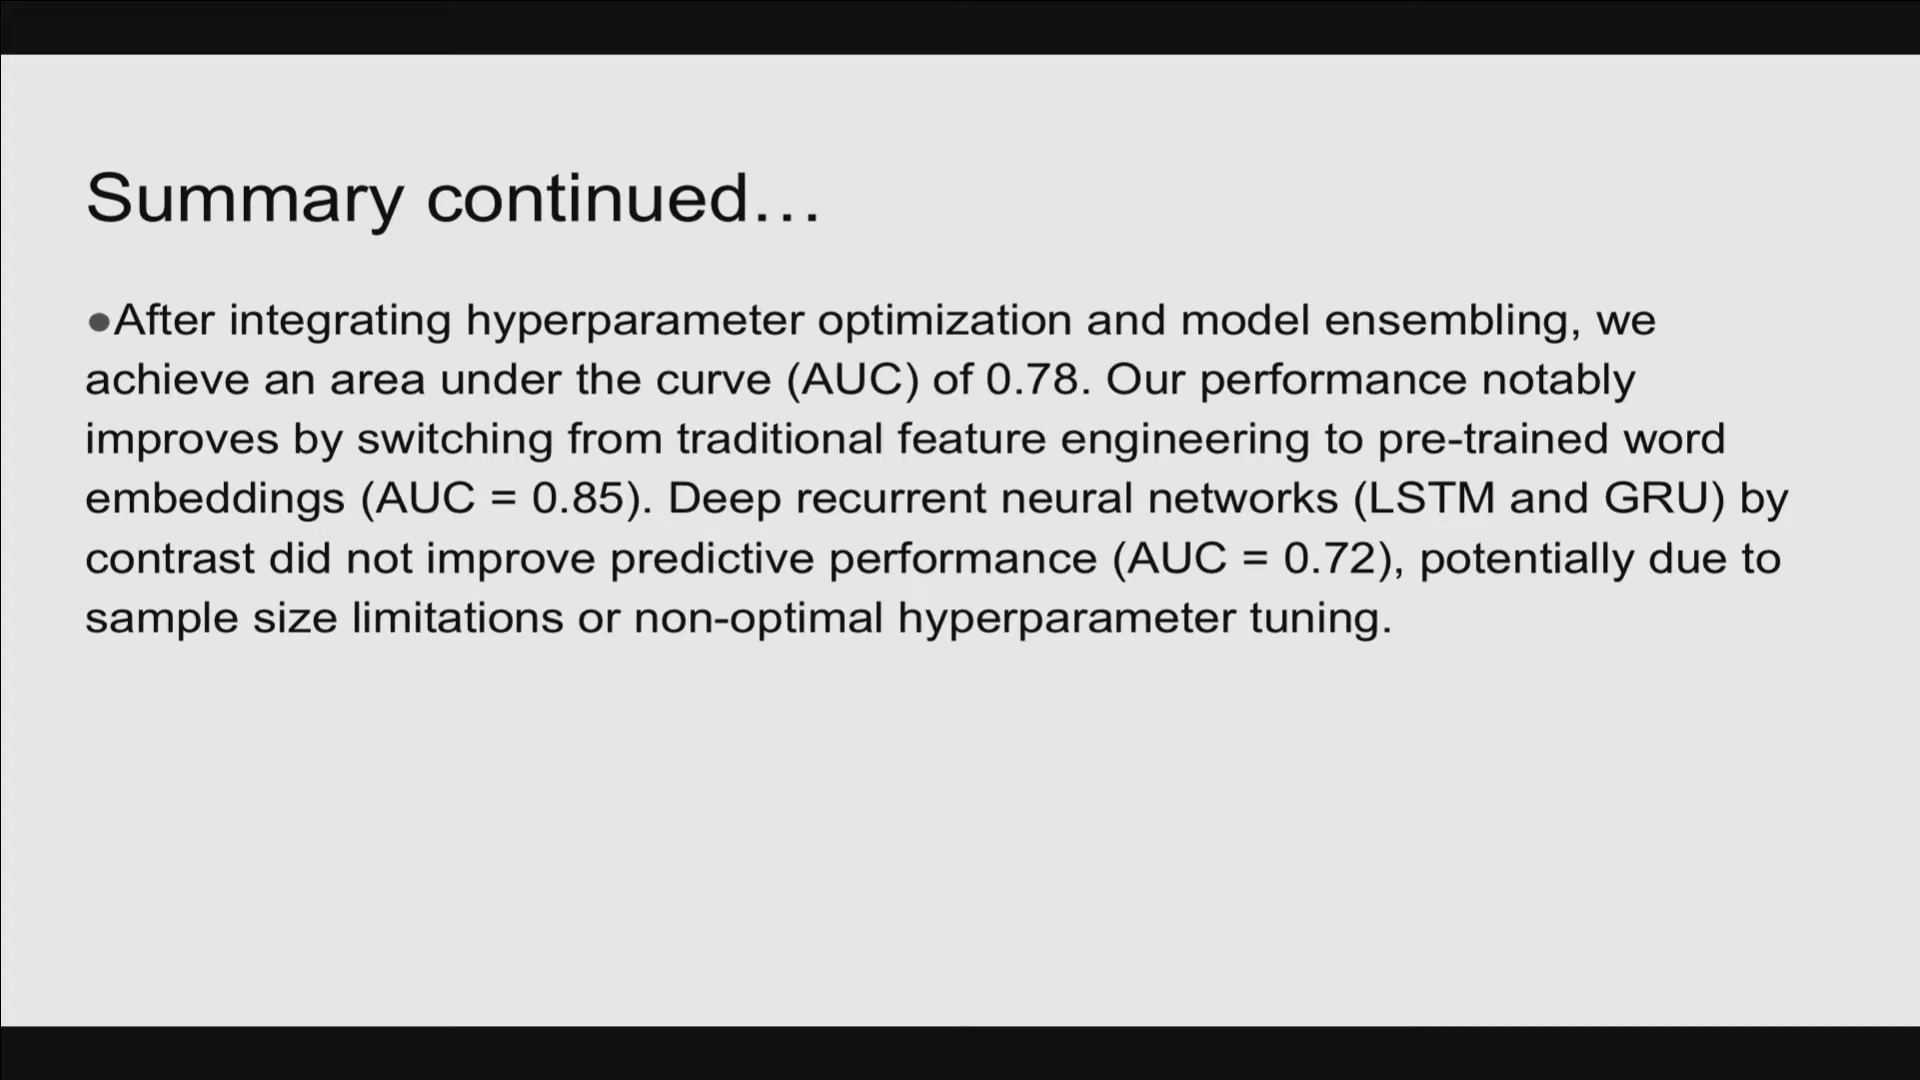 Summary continued…
●After integrating hyperparameter optimization and model ensembling, we
achieve an area under the curve (AUC) of 0.78. Our performance notably
improves by switching from traditional feature engineering to pre-trained word
embeddings (AUC = 0.85). Deep recurrent neural networks (LSTM and GRU) by
contrast did not improve predictive performance (AUC = 0.72), potentially due to
sample size limitations or non-optimal hyperparameter tuning.